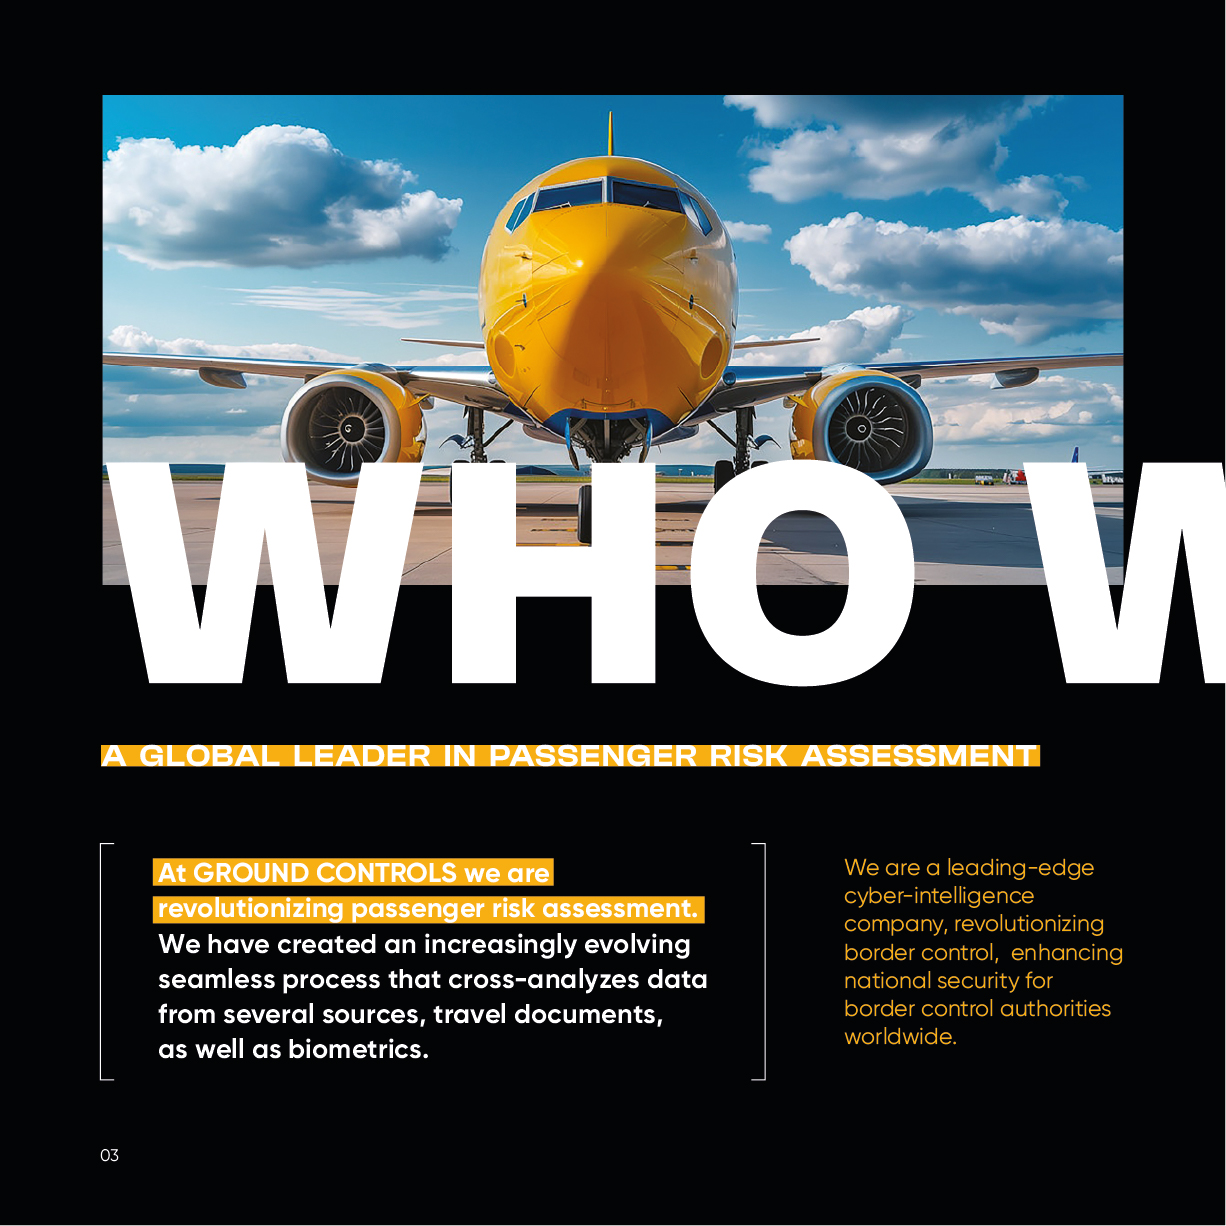 WHO W
A GLOBAL LEADER IN PASSENGER RISK ASSESSMENT
At GROUND CONTROLS we are
revolutionizing passenger risk assessment.
We have created an increasingly evolving
seamless process that cross-analyzes data
from several sources, travel documents,
as well as biometrics.
We are a leading-edge
cyber-intelligence
company, revolutionizing
border control,  enhancing
national security for
border control authorities
worldwide.
03